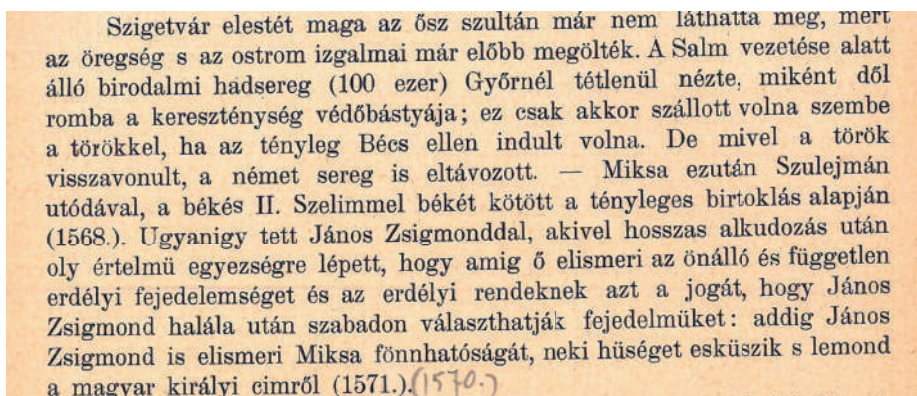 Szigetvár elestét maga az ősz szultán már nem láthatta meg, mert
az öregség s az ostrom izgalmai már előbb megölték. A Salm vezetése alatt
álló birodalmi hadsereg (100 ezer) Győrnél tétlenül nézte, miként dől
romba a kereszténység védőbástyája; ez csak akkor szállott volna szembe
a törökkel, ha az tényleg Bécs ellen indult volna. De mivel a török
visszavonult, a német sereg is eltávozott. — Miksa ezután Szulejmán
utódával, a békés II. Szelimmel békét kötött a tényleges birtoklás alapján
(1568.). Ugyanigy tett János Zsigmonddal, akivel hosszas alkudozás után
oly értelmü egyezségre lépett, hogy amig ő elismeri az önálló és független
erdélyi fejedelemséget és az erdélyi rendeknek azt a jogát, hogy János
Zsigmond halála után szabadon választhatják fejedelmüket: addig János
Zsigmond is elismeri Miksa fönnhatóságát, neki hüséget esküszik s lemond
a magyar királyi cimről (1571.). (1570.)